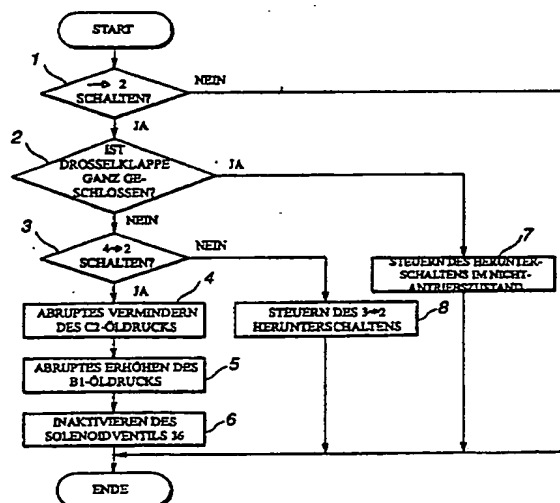 START
1
→ 2
SCHALTEN?
NEIN
JA
2
IST
DROSSELKLAPPE
GANZ GE-
SCHLOSSEN?
JA
NEIN
3
4→2
SCHALTEN?
NEIN
JA
7
STEUERN DES HERUNTER-
SCHALTENS IM NICHT-
ANTRIEBZUSTAND
4
ABRUPTES VERMINDERN
DES C2-ÖLDRUCKS
8
STEUERN DES 3→2
HERUNTERSCHALTENS
5
ABRUPTES ERHÖHEN DES
B1-ÖLDRUCKS
6
INAKTIVIEREN DES
SOLENOIDVENTILS 36
ENDE